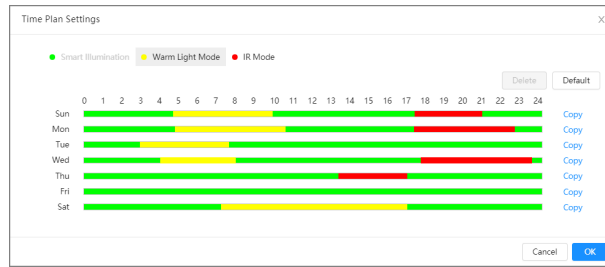 Time Plan Settings X
Smart Illumination Warm Light Mode IR Mode
Delete Default
0 1 2 3 4 5 6 7 8 9 10 11 12 13 14 15 16 17 18 19 20 21 22 23 24
Sun Copy
Mon Copy
Tue Copy
Wed Copy
Thu Copy
Fri Copy
Sat Copy
Cancel OK